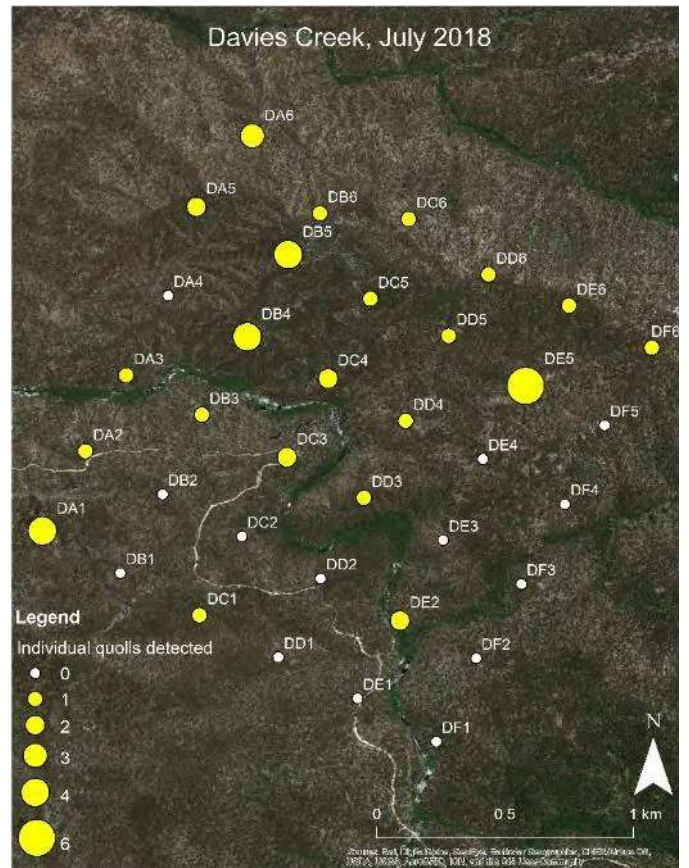 Davies Creek, July 2018
DA6
DA5
DB6
DC6
DB5
DD6
DA4
DC5
DE6
DB4
DD5
DF6
DA3
DC4
DE5
DB3
DD4
DF5
DA2
DC3
DE4
DB2
DD3
DF4
DA1
DC2
DE3
DB1
DD2
DF3
DC1
DE2
DD1
DF2
DE1
DF1
Legend
Individual quolls detected
0
1
2
3
4
6
N
0 0 5 1 km